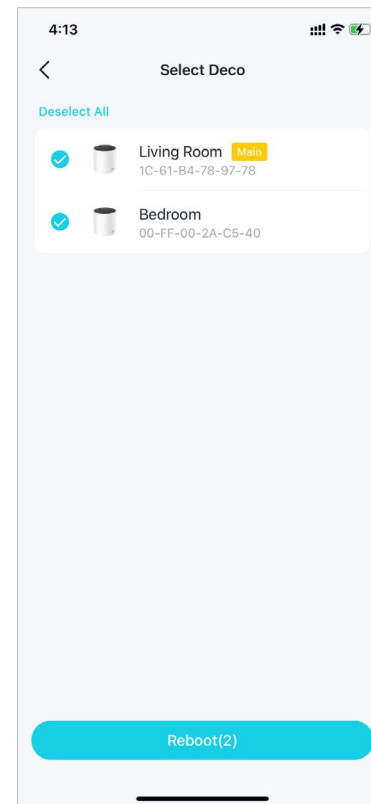 4:13
Select Deco
Deselect All
Living Room Main
1C-61-B4-78-97-78
Bedroom
00-FF-00-2A-C5-40
Reboot(2)